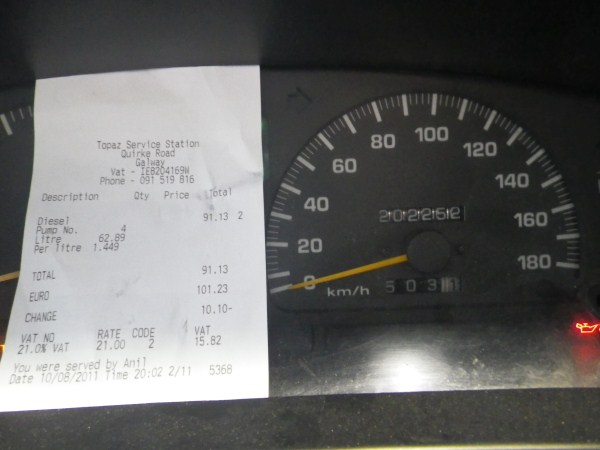 Topaz Service Station
Quirke Road
Galway
Vat - IE8204169W
Phone - 091 519 816
Description Qty Price Total
Diesel 91.13 2
Pump No. 4
Litre 62.89
Per litre 1.449
TOTAL 91.13
EURO 101.23
CHANGE 10.10-
VAT NO RATE CODE VAT
21.0% VAT 21.00 2 15.82
You were served by Anil
Date 10/08/2011 Time 20:02 2/11 5368
0 20 40 60 80 100 120 140 160 180
km/h
503